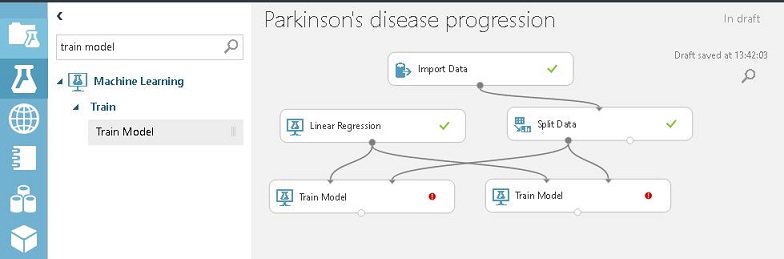 Parkinson's disease progression
In draft
train model
Draft saved at 13:42:03
Import Data
Machine Learning
Train
Train Model
Linear Regression
Split Data
Train Model
Train Model